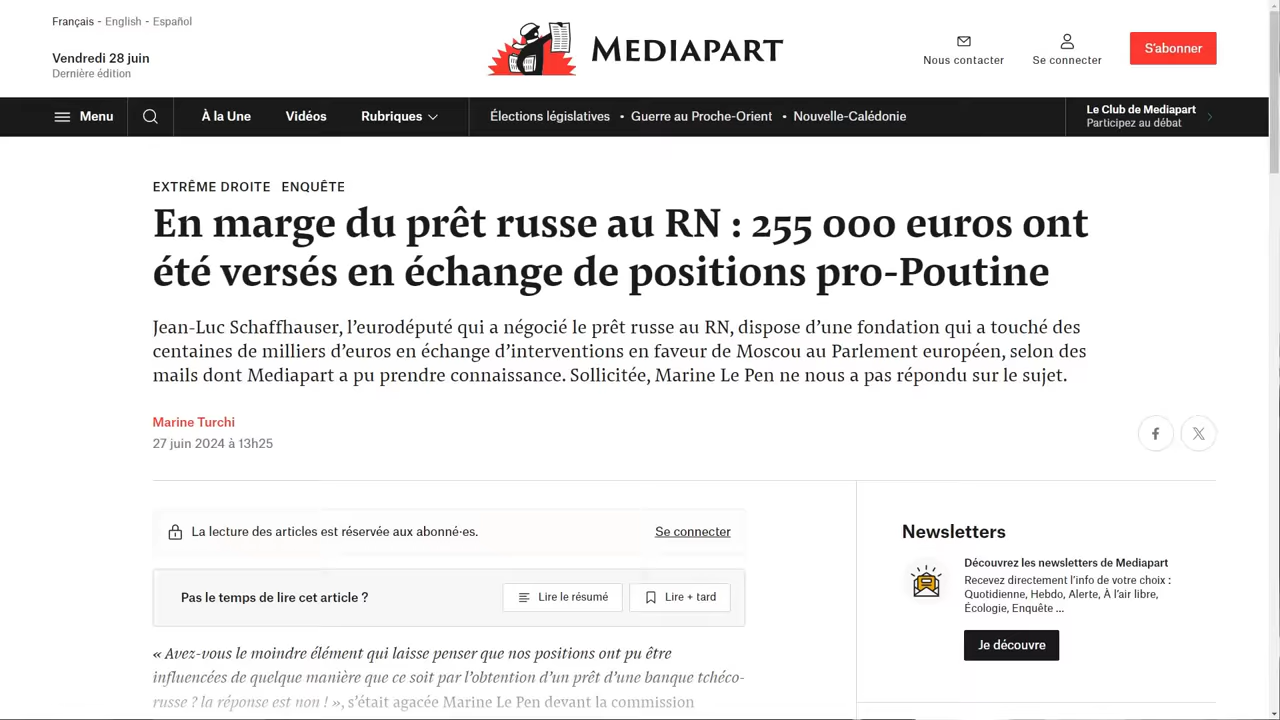 Français - English - Español
Vendredi 28 juin
Dernière édition
MEDIAPART
Nous contacter
Se connecter
S'abonner
Menu
À la Une
Vidéos
Rubriques
Élections législatives • Guerre au Proche-Orient • Nouvelle-Calédonie
Le Club de Mediapart
Participez au débat
EXTRÊME DROITE ENQUÊTE
En marge du prêt russe au RN : 255 000 euros ont
été versés en échange de positions pro-Poutine
Jean-Luc Schaffhauser, l'eurodéputé qui a négocié le prêt russe au RN, dispose d'une fondation qui a touché des
centaines de milliers d'euros en échange d'interventions en faveur de Moscou au Parlement européen, selon des
mails dont Mediapart a pu prendre connaissance. Sollicitée, Marine Le Pen ne nous a pas répondu sur le sujet.
Marine Turchi
27 juin 2024 à 13h25
La lecture des articles est réservée aux abonné·es.
Se connecter
Pas le temps de lire cet article ?
Lire le résumé
Lire + tard
« Avez-vous le moindre élément qui laisse penser que nos positions ont pu être
influencées de quelque manière que ce soit par l'obtention d'un prêt d'une banque tchéco-
russe ? la réponse est non ! », s'était agacée Marine Le Pen devant la commission
Newsletters
Découvrez les newsletters de Mediapart
Recevez directement l'info de votre choix :
Quotidienne, Hebdo, Alerte, À l'air libre,
Écologie, Enquête ...
Je découvre